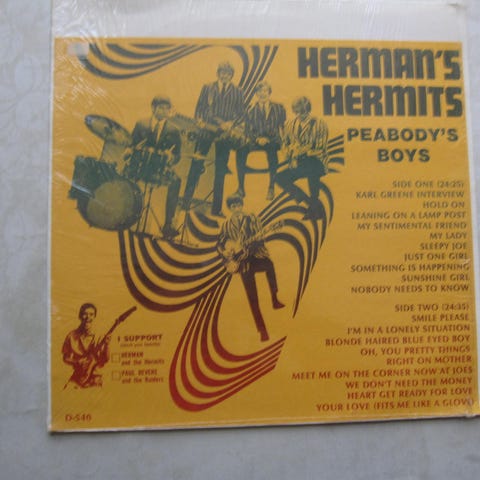 HERMAN'S
HERMITS
PEABODY'S
BOYS
SIDE ONE (24:25)
KARL GREENE INTERVIEW
HOLD ON
LEANING ON A LAMP POST
MY SENTIMENTAL FRIEND
MY LADY
SLEEPY JOE
JUST ONE GIRL
SOMETHING IS HAPPENING
SUNSHINE GIRL
NOBODY NEEDS TO KNOW
SIDE TWO (24:35)
SMILE PLEASE
I'M IN A LONELY SITUATION
BLONDE HAIRED BLUE EYED BOY
OH, YOU PRETTY THINGS
RIGHT ON MOTHER
MEET ME ON THE CORNER NOW AT JOES
WE DON'T NEED THE MONEY
HEART GET READY FOR LOVE
YOUR LOVE (FITS ME LIKE A GLOVE)
I SUPPORT
HERMAN
and the Hermits
PAUL REVERE
and the Raiders
D-546